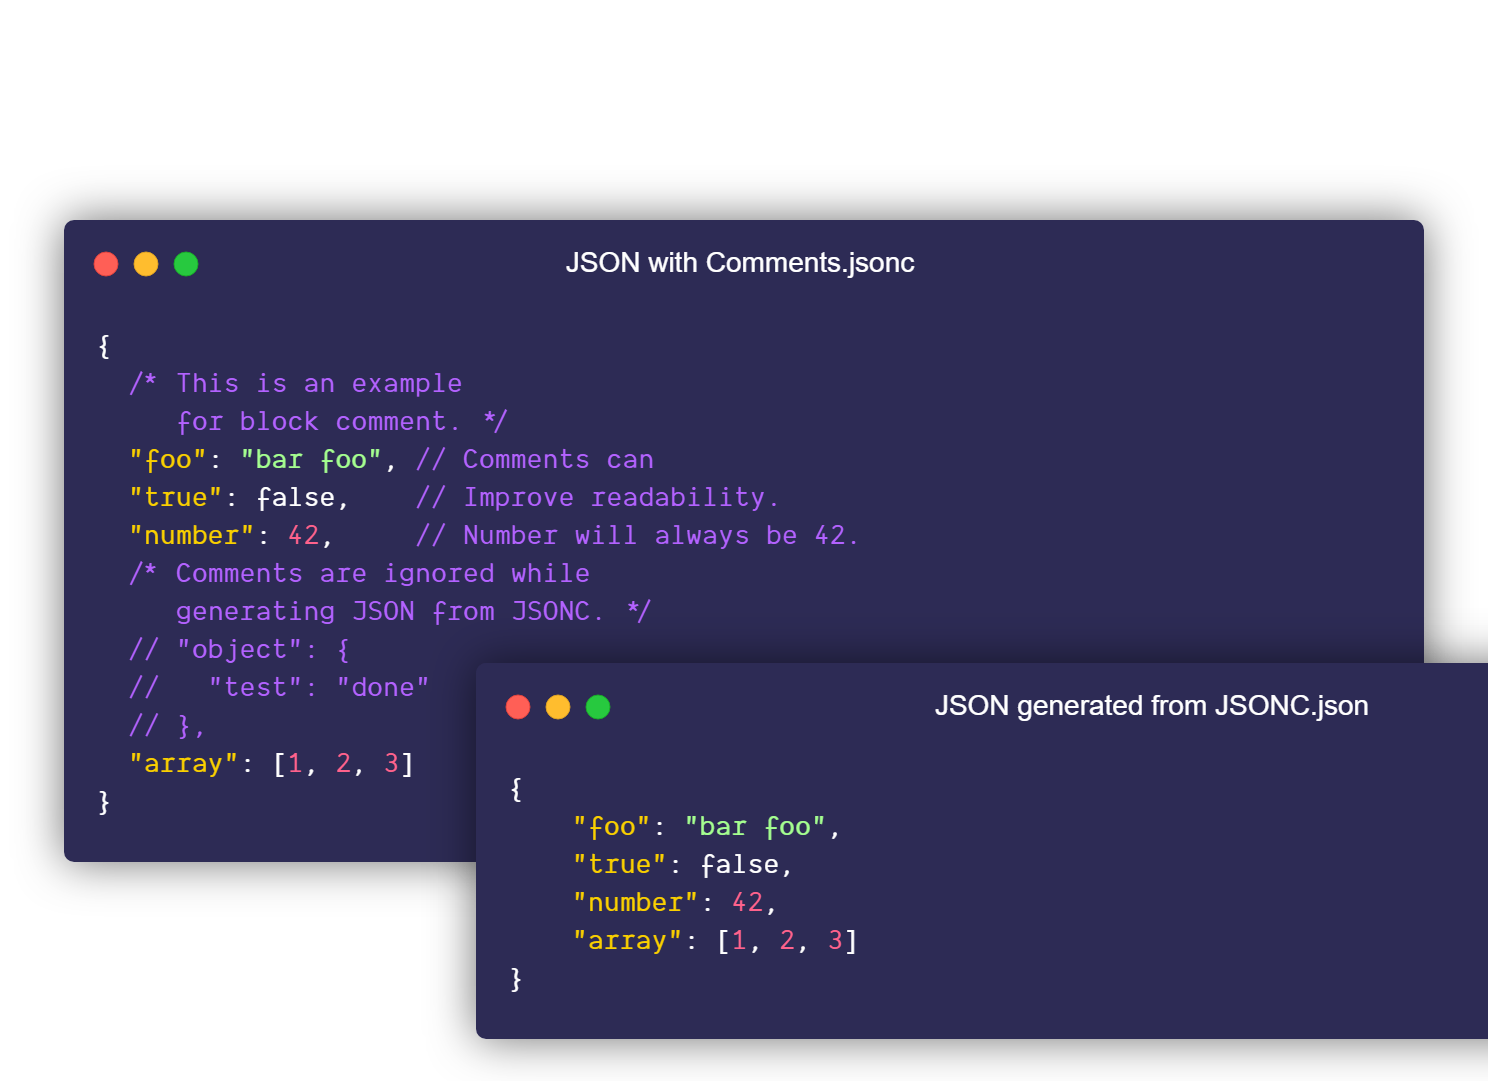 JSON with Comments.jsonc
{
  /* This is an example
     for block comment. */
  "foo": "bar foo", // Comments can
  "true": false,    // Improve readability.
  "number": 42,     // Number will always be 42.
  /* Comments are ignored while
     generating JSON from JSONC. */
  // "object": {
  //   "test": "done"
  // },
  "array": [1, 2, 3]
}
JSON generated from JSONC.json
{
    "foo": "bar foo",
    "true": false,
    "number": 42,
    "array": [1, 2, 3]
}